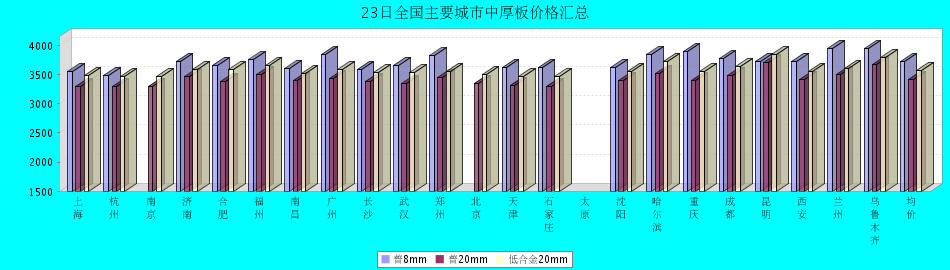 23日全国主要城市中厚板价格汇总
4000
3500
3000
2500
2000
1500
上海
杭州
南京
济南
合肥
福州
南昌
广州
长沙
武汉
郑州
北京
天津
石家庄
太原
沈阳
哈尔滨
重庆
成都
昆明
西安
兰州
乌鲁木齐
均价
普8mm 普20mm 低合金20mm